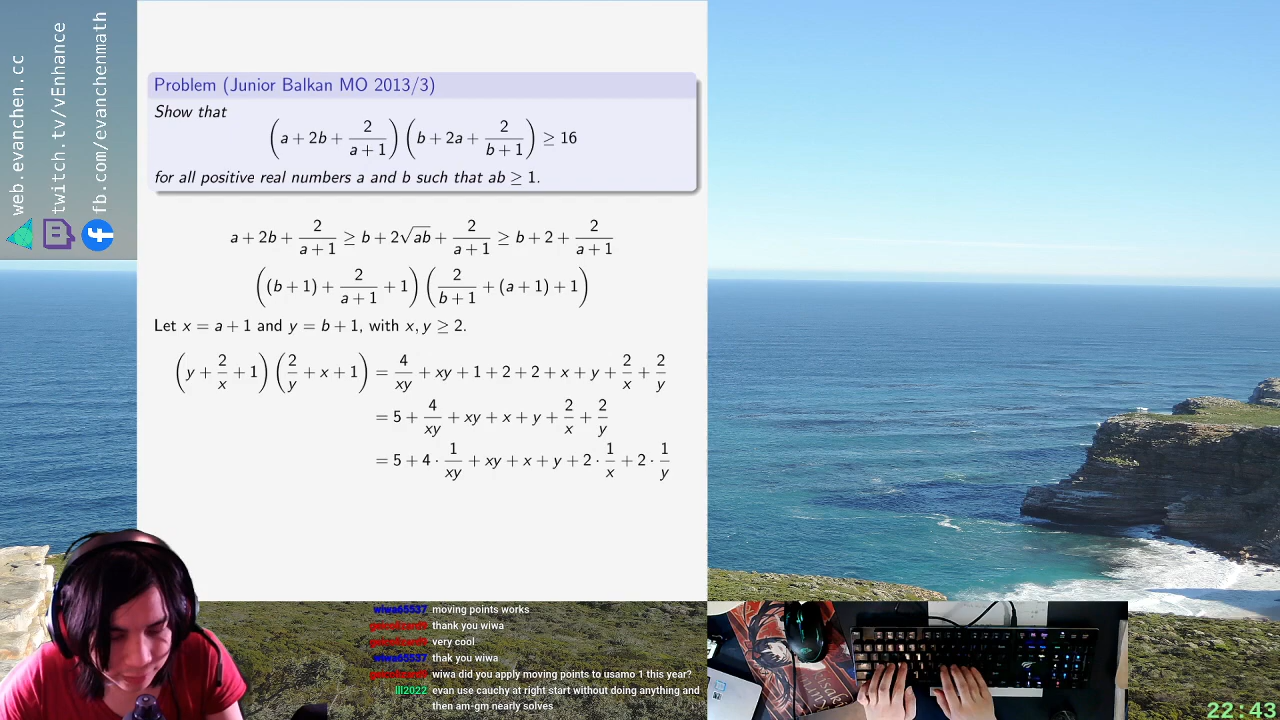 web.evanchen.cc
twitch.tv/vEnhance
fb.com/evanchenmath
Problem (Junior Balkan MO 2013/3)
Show that
(a + 2b + 2/(a + 1)) (b + 2a + 2/(b + 1)) ≥ 16
for all positive real numbers a and b such that ab ≥ 1.
a + 2b + 2/(a + 1) ≥ b + 2√ab + 2/(a + 1) ≥ b + 2 + 2/(a + 1)
((b + 1) + 2/(a + 1) + 1) (2/(b + 1) + (a + 1) + 1)
Let x = a + 1 and y = b + 1, with x, y ≥ 2.
(y + 2/x + 1) (2/y + x + 1) = 4/xy + xy + 1 + 2 + 2 + x + y + 2/x + 2/y
= 5 + 4/xy + xy + x + y + 2/x + 2/y
= 5 + 4 · 1/xy + xy + x + y + 2 · 1/x + 2 · 1/y
wiwa65537 moving points works
thank you wiwa
very cool
wiwa65537 thak you wiwa
wiwa did you apply moving points to usamo 1 this year?
lll2022 evan use cauchy at right start without doing anything and
then am-gm nearly solves
22:43